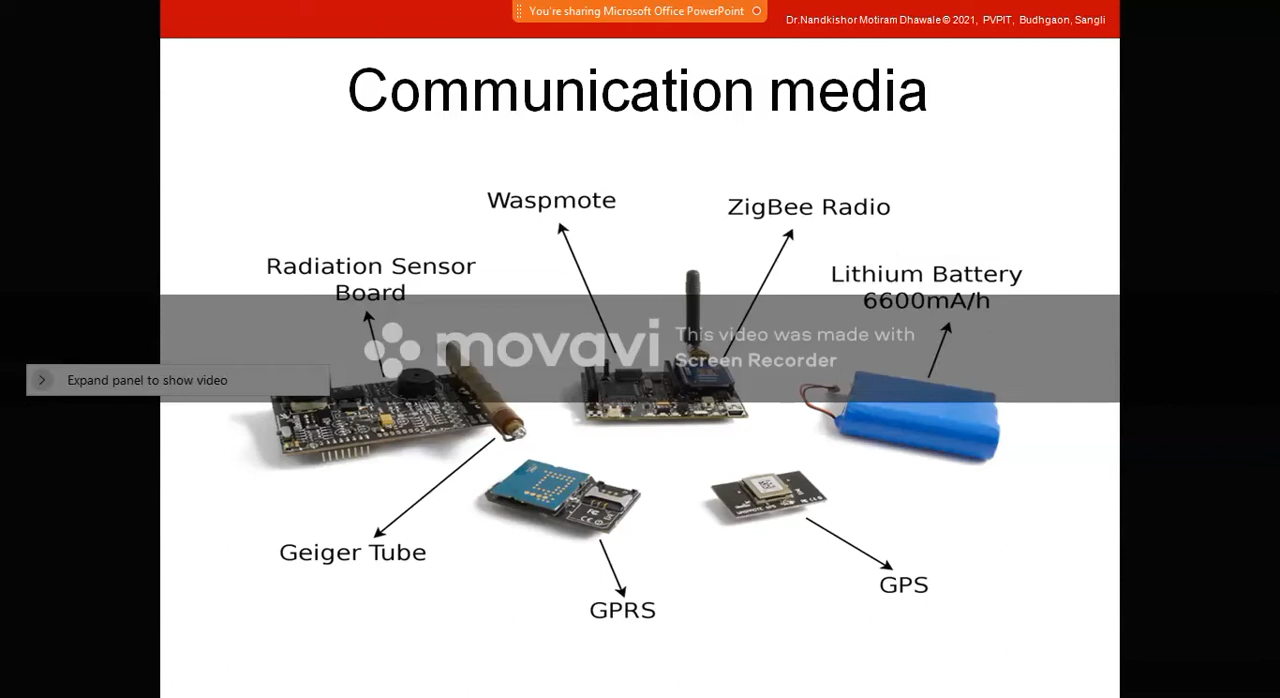 You're sharing Microsoft Office PowerPoint
Dr.Nandkishor Motiram Dhawale © 2021, PVPIT, Budhgaon, Sangli
Communication media
Waspmote
ZigBee Radio
Radiation Sensor
Board
Lithium Battery
6600mA/h
movavi
This video was made with
Screen Recorder
Expand panel to show video
Geiger Tube
GPS
GPRS